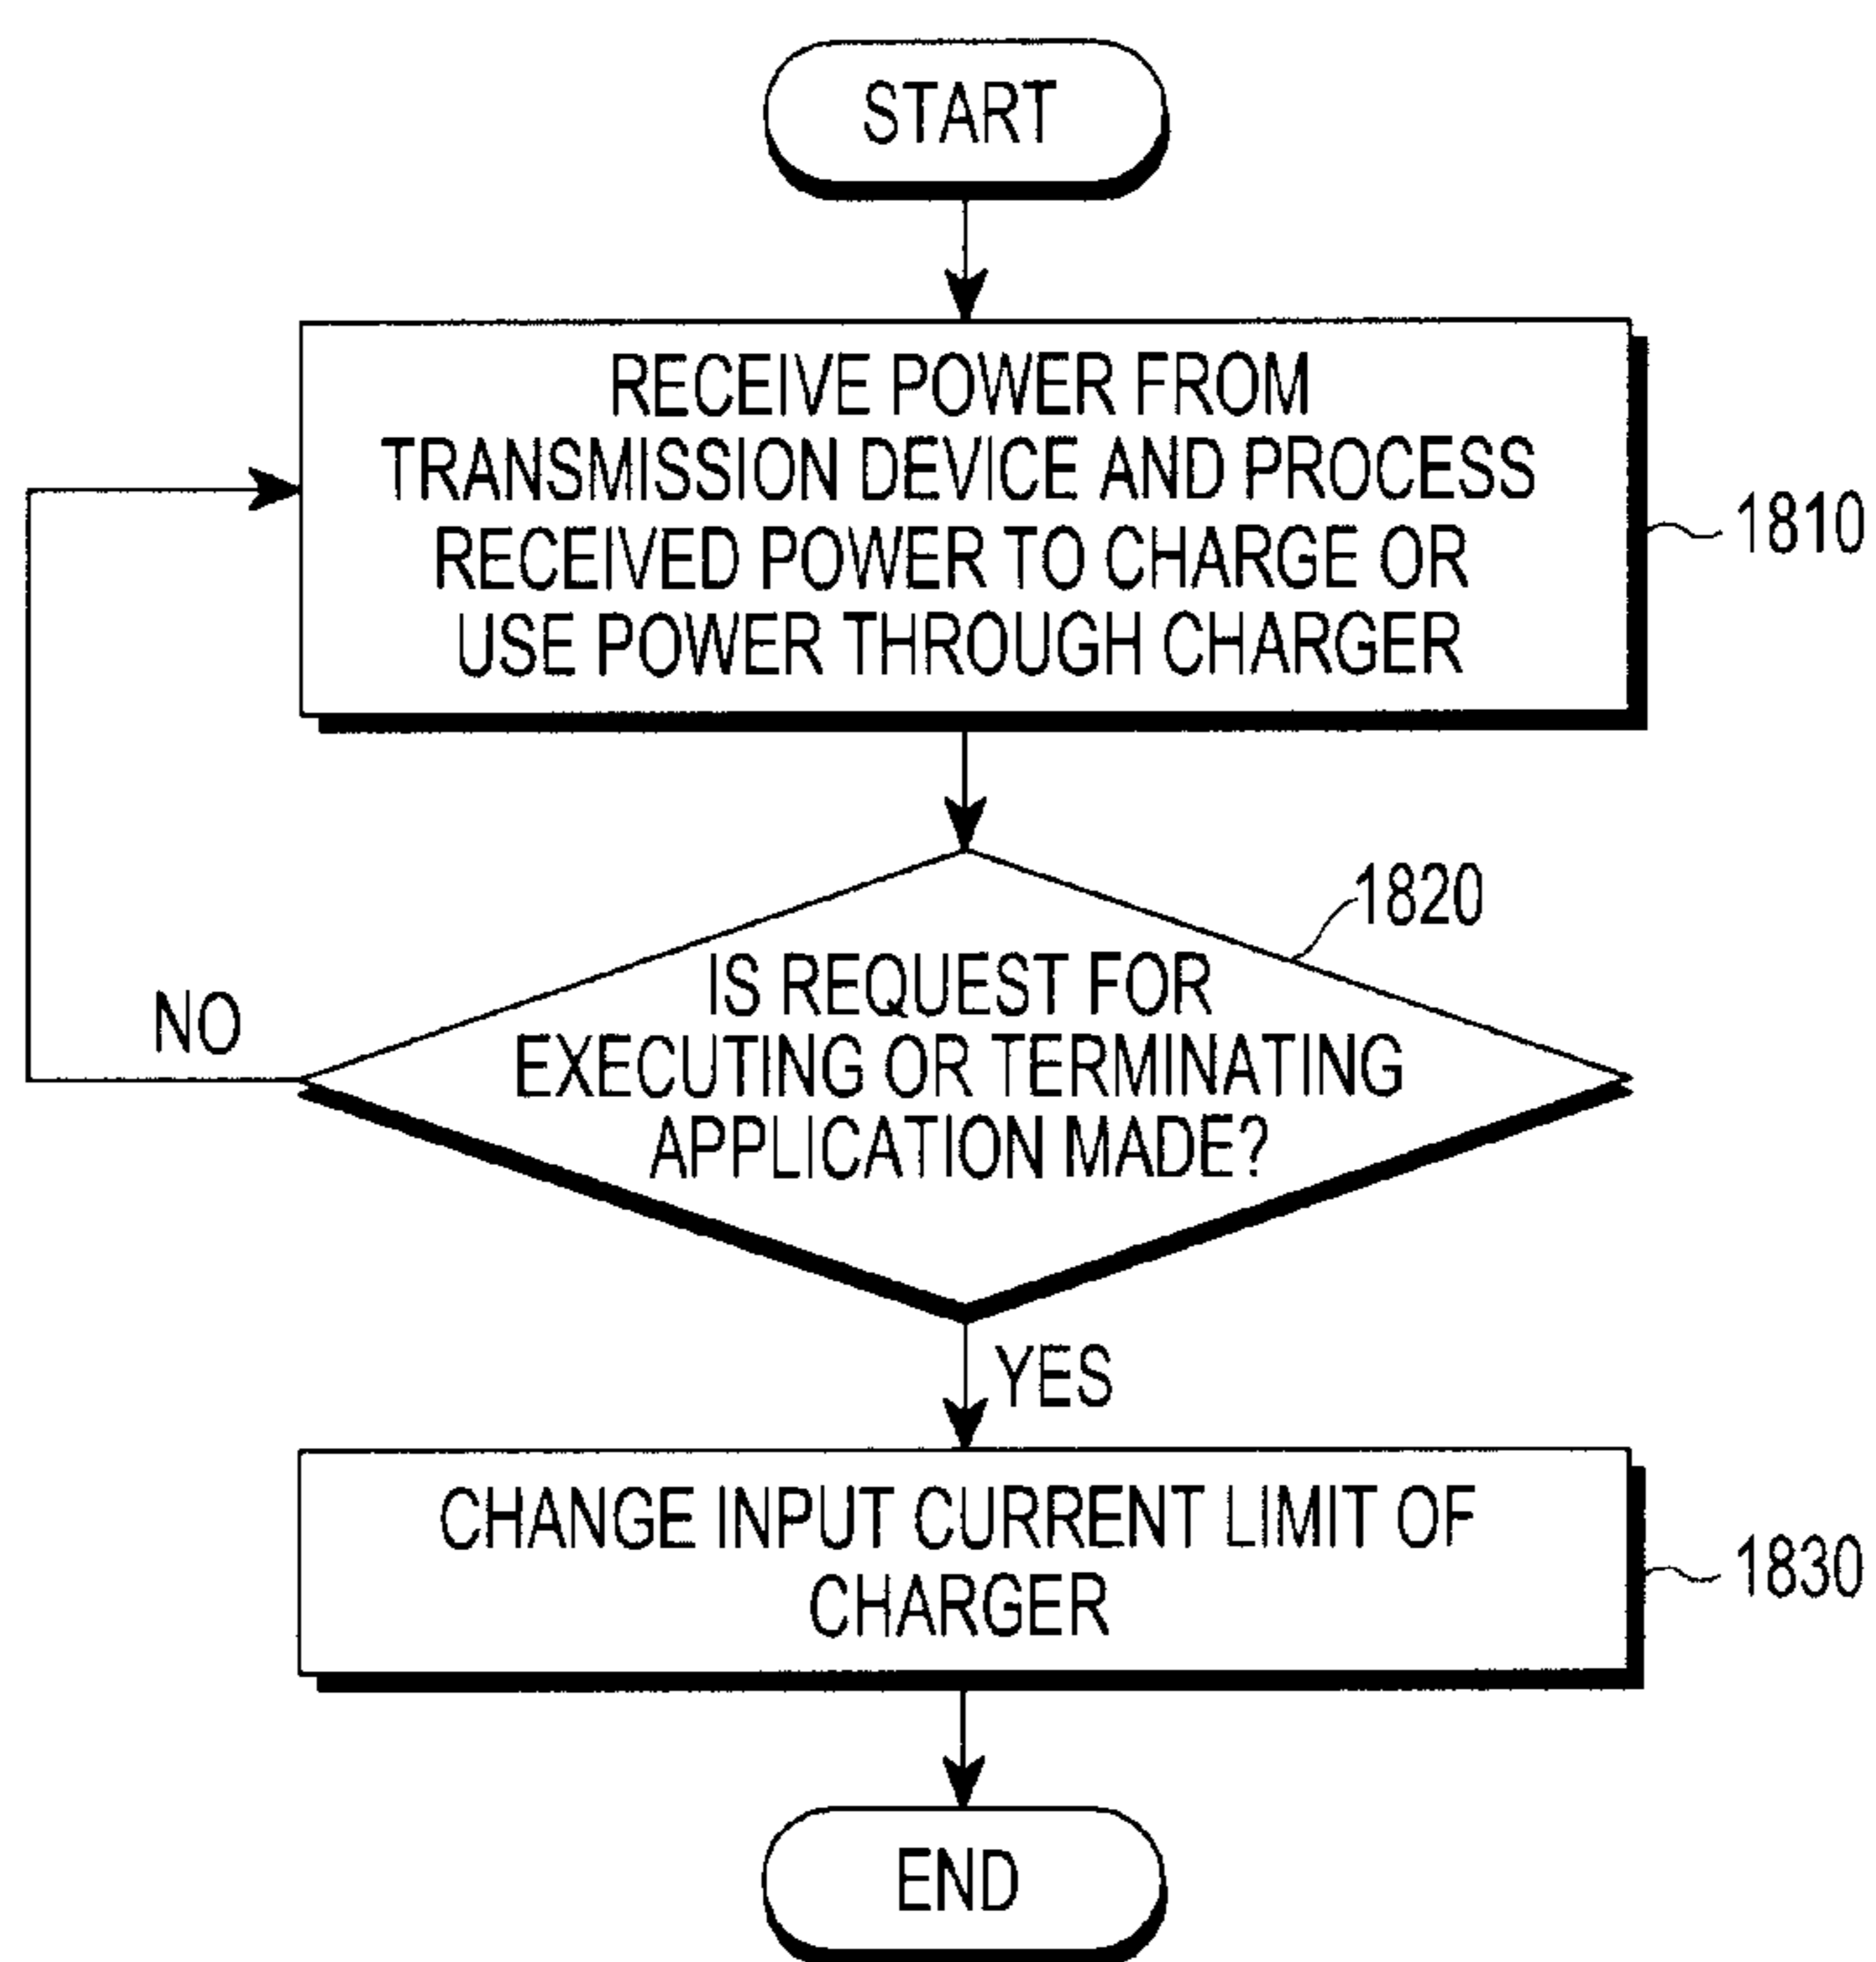 START
RECEIVE POWER FROM
TRANSMISSION DEVICE AND PROCESS
RECEIVED POWER TO CHARGE OR
USE POWER THROUGH CHARGER
1810
1820
IS REQUEST FOR
EXECUTING OR TERMINATING
APPLICATION MADE?
NO
YES
CHANGE INPUT CURRENT LIMIT OF
CHARGER
1830
END